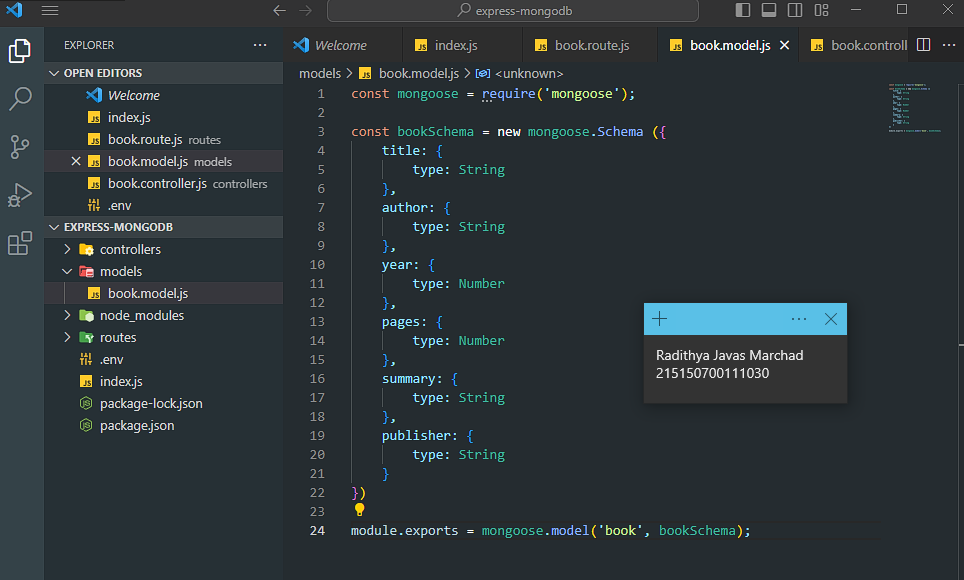 express-mongodb
EXPLORER
OPEN EDITORS
Welcome
index.js
book.route.js routes
book.model.js models
book.controller.js controllers
.env
EXPRESS-MONGODB
controllers
models
book.model.js
node_modules
routes
.env
index.js
package-lock.json
package.json
Welcome
index.js
book.route.js
book.model.js
book.controll
models > book.model.js > <unknown>
1 const mongoose = require('mongoose');
2
3 const bookSchema = new mongoose.Schema ({
4 title: {
5 type: String
6 },
7 author: {
8 type: String
9 },
10 year: {
11 type: Number
12 },
13 pages: {
14 type: Number
15 },
16 summary: {
17 type: String
18 },
19 publisher: {
20 type: String
21 }
22 })
23
24 module.exports = mongoose.model('book', bookSchema);
Radithya Javas Marchad
215150700111030